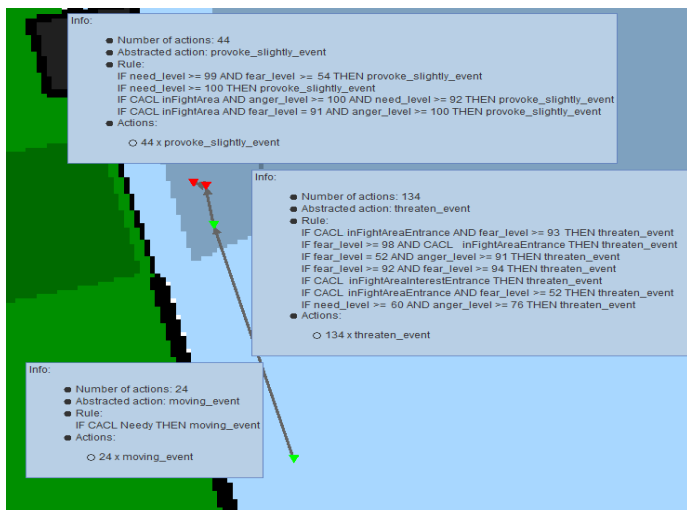 Info:
Number of actions: 44
Abstracted action: provoke_slightly_event
Rule:
IF need_level >= 99 AND fear_level >= 54 THEN provoke_slightly_event
IF need_level >= 100 THEN provoke_slightly_event
IF CACL inFightArea AND anger_level >= 100 AND need_level >= 92 THEN provoke_slightly_event
IF CACL inFightArea AND fear_level = 91 AND anger_level >= 100 THEN provoke_slightly_event
Actions:
44 x provoke_slightly_event
Info:
Number of actions: 134
Abstracted action: threaten_event
Rule:
IF CACL inFightAreaEntrance AND fear_level >= 93 THEN threaten_event
IF fear_level >= 98 AND CACL inFightAreaEntrance THEN threaten_event
IF fear_level = 52 AND anger_level >= 91 THEN threaten_event
IF fear_level >= 92 AND fear_level >= 94 THEN threaten_event
IF CACL inFightAreaInterestEntrance THEN threaten_event
IF CACL inFightAreaEntrance AND fear_level >= 52 THEN threaten_event
IF need_level >= 60 AND anger_level >= 76 THEN threaten_event
Actions:
134 x threaten_event
Info:
Number of actions: 24
Abstracted action: moving_event
Rule:
IF CACL Needy THEN moving_event
Actions:
24 x moving_event